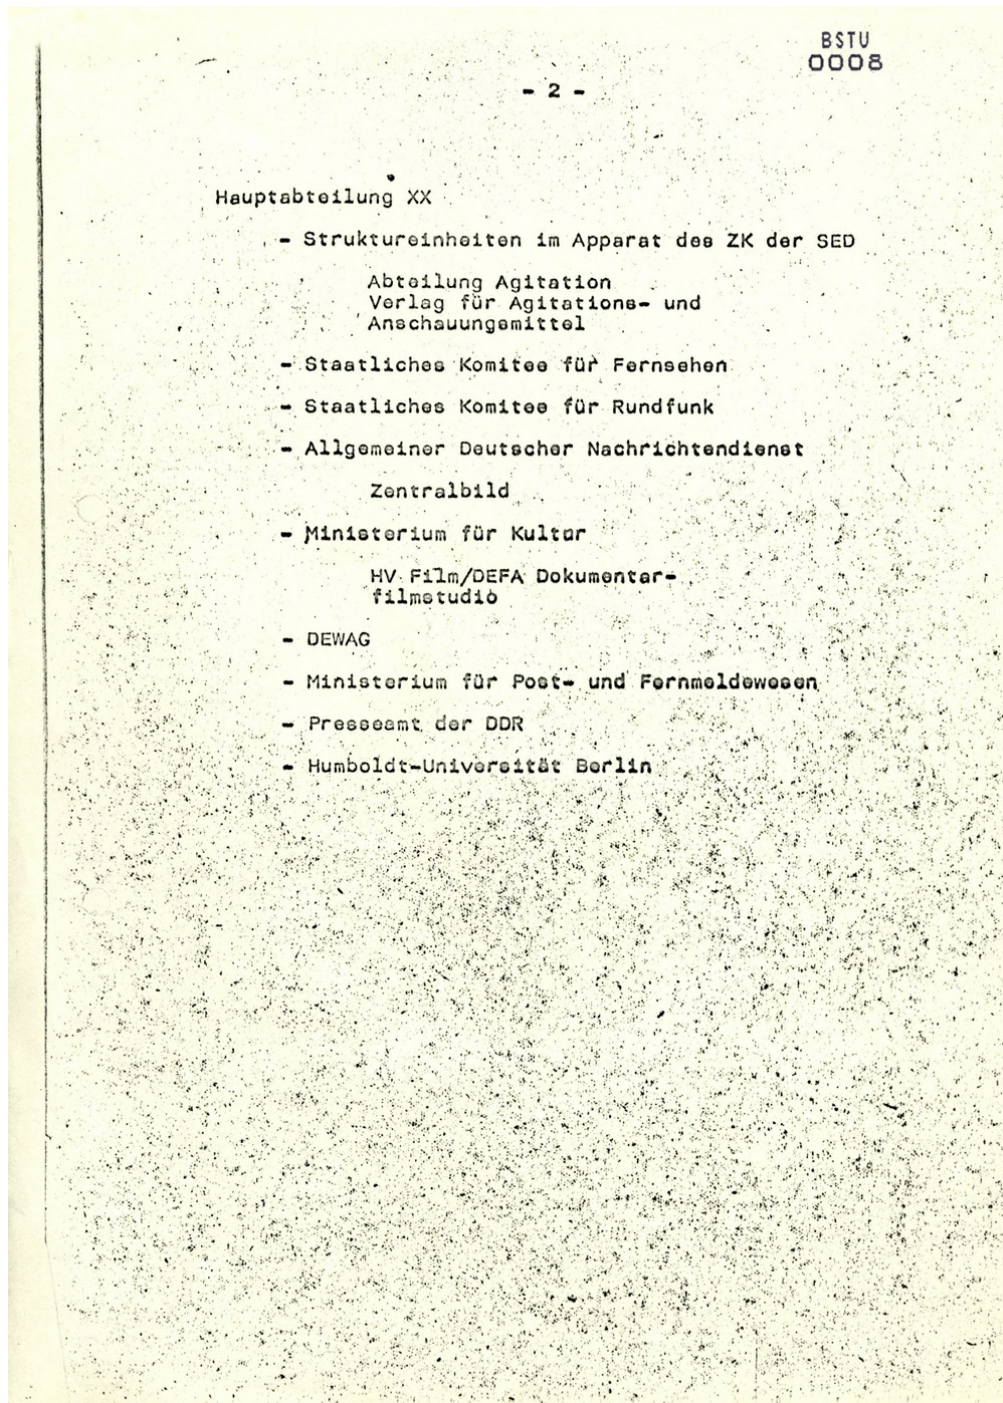 BSTU
0008
- 2 -
Hauptabteilung XX
- Struktureinheiten im Apparat des ZK der SED
Abteilung Agitation
Verlag für Agitations- und
Anschauungsmittel
- Staatliches Komitee für Fernsehen
- Staatliches Komitee für Rundfunk
- Allgemeiner Deutscher Nachrichtendienst
Zentralbild
- Ministerium für Kultur
HV Film/DEFA Dokumentar-
filmstudio
- DEWAG
- Ministerium für Post- und Fernmeldewesen
- Presseamt der DDR
- Humboldt-Universität Berlin